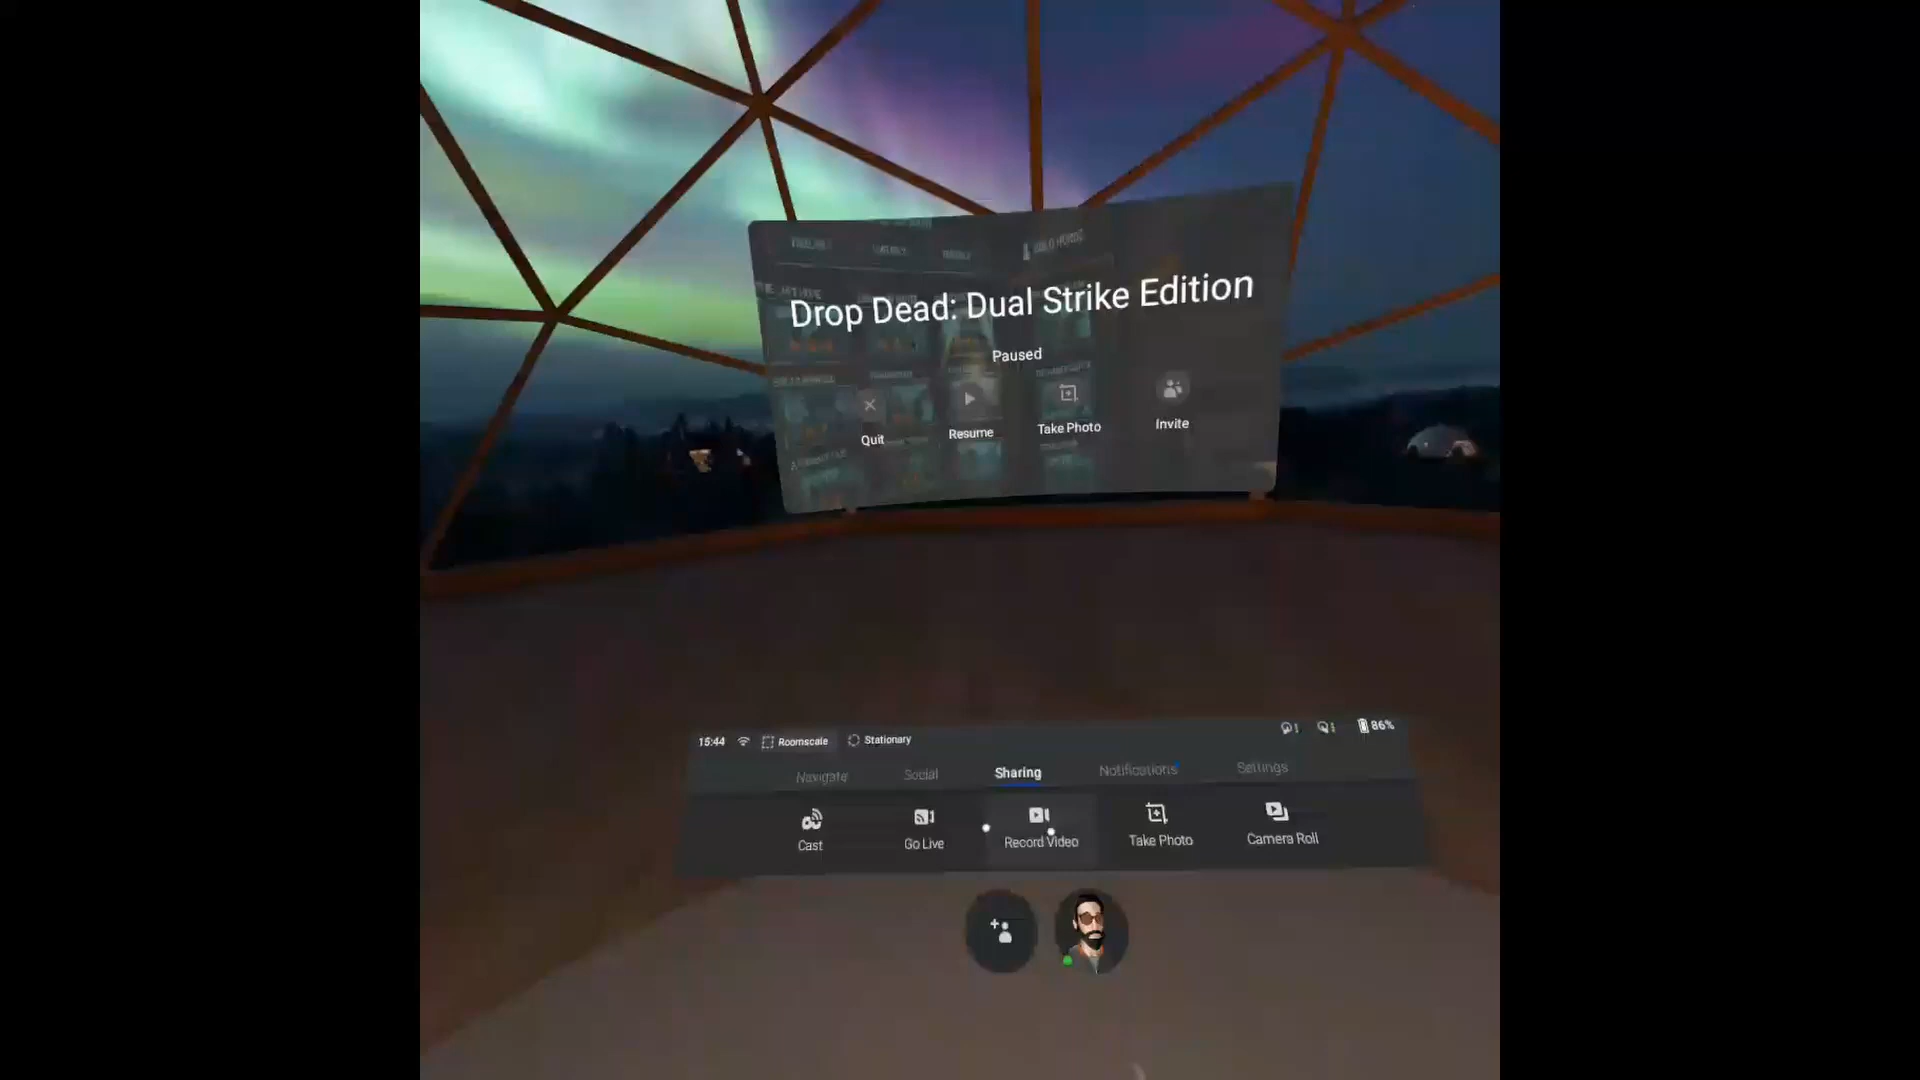 Drop Dead: Dual Strike Edition
Paused
Quit
Resume
Take Photo
Invite
15:44
Roomscale
Stationary
86%
Navigate
Social
Sharing
Notifications
Settings
Cast
Go Live
Record Video
Take Photo
Camera Roll